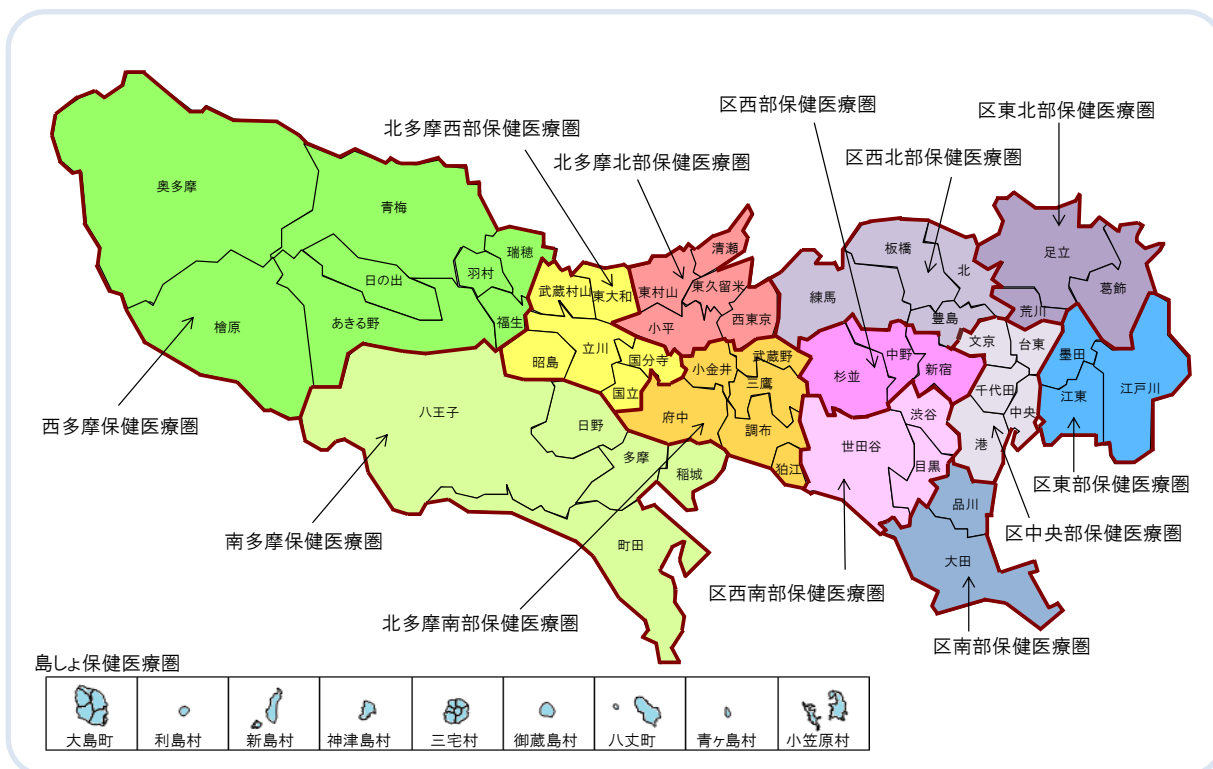 区西部保健医療圏
区東北部保健医療圏
北多摩西部保健医療圏
区西北部保健医療圏
北多摩北部保健医療圏
奥多摩
青梅
瑞穂
羽村
日の出
福生
あきる野
檜原
武蔵村山
東大和
昭島
立川
国分寺
国立
清瀬
東村山
東久留米
小平
西東京
小金井
武蔵野
三鷹
府中
調布
狛江
八王子
日野
多摩
稲城
町田
板橋
北
練馬
豊島
足立
葛飾
荒川
杉並
中野
新宿
文京
台東
千代田
中央
港
墨田
江東
江戸川
渋谷
世田谷
目黒
品川
大田
西多摩保健医療圏
区東部保健医療圏
区中央部保健医療圏
南多摩保健医療圏
区西南部保健医療圏
北多摩南部保健医療圏
区南部保健医療圏
島しょ保健医療圏
大島町
利島村
新島村
神津島村
三宅村
御蔵島村
八丈町
青ヶ島村
小笠原村